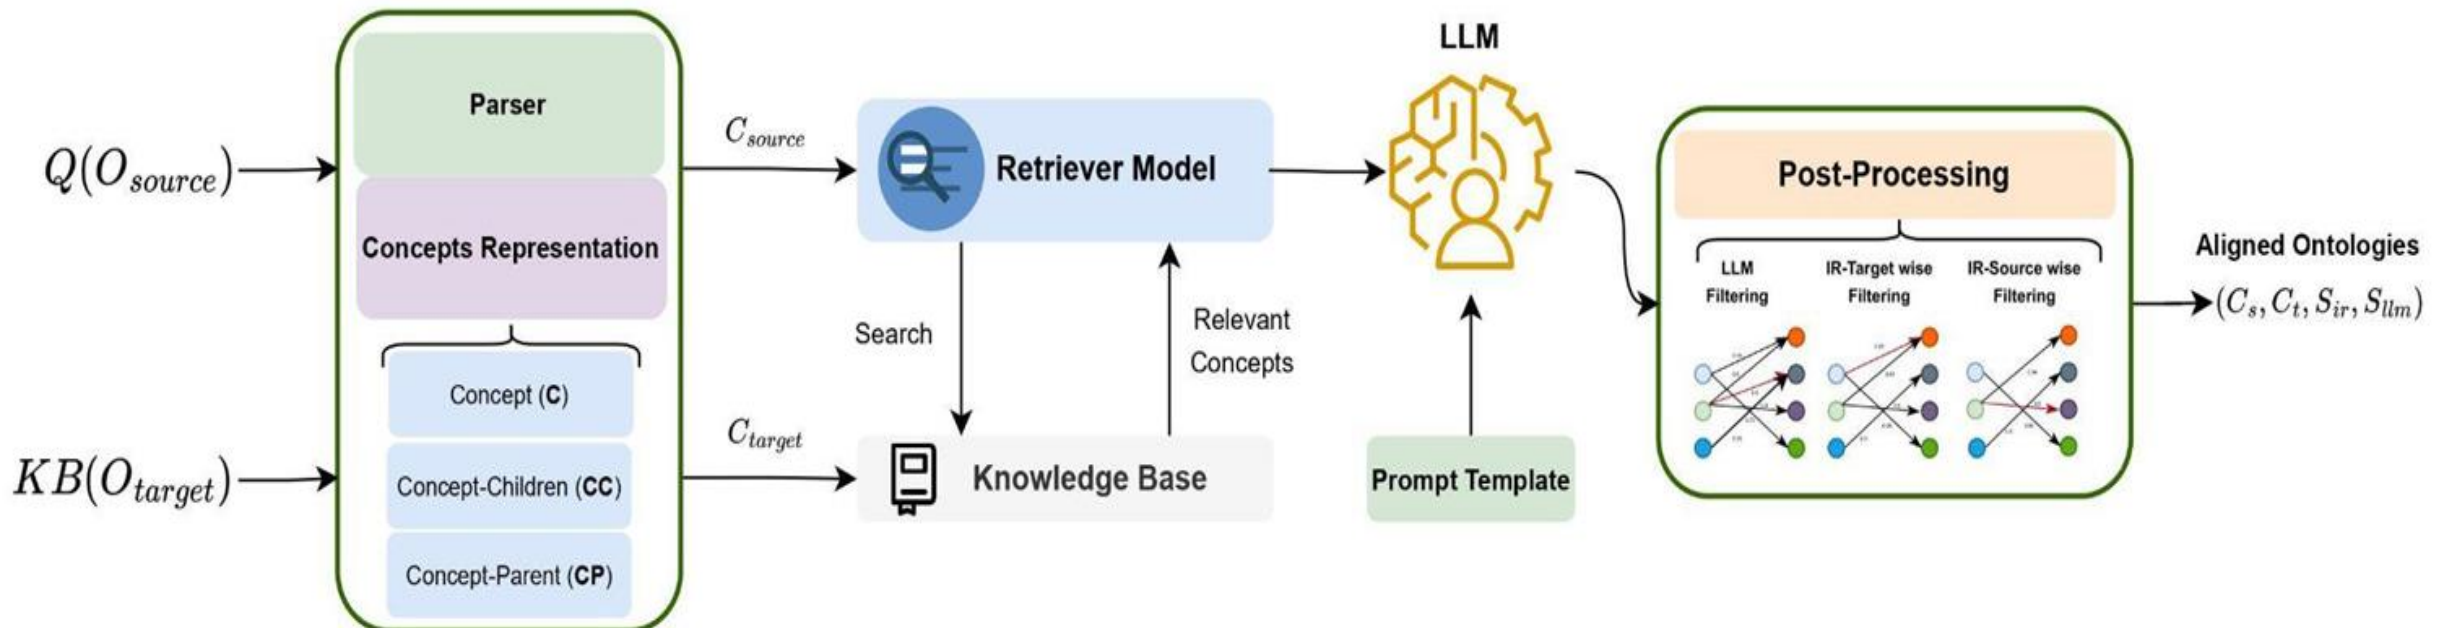 Q(O_source)
KB(O_target)
Parser
Concepts Representation
Concept (C)
Concept-Children (CC)
Concept-Parent (CP)
C_source
C_target
Retriever Model
Search
Relevant
Concepts
Knowledge Base
LLM
Prompt Template
Post-Processing
LLM
Filtering
IR-Target wise
Filtering
IR-Source wise
Filtering
Aligned Ontologies
(C_s, C_t, S_ir, S_llm)